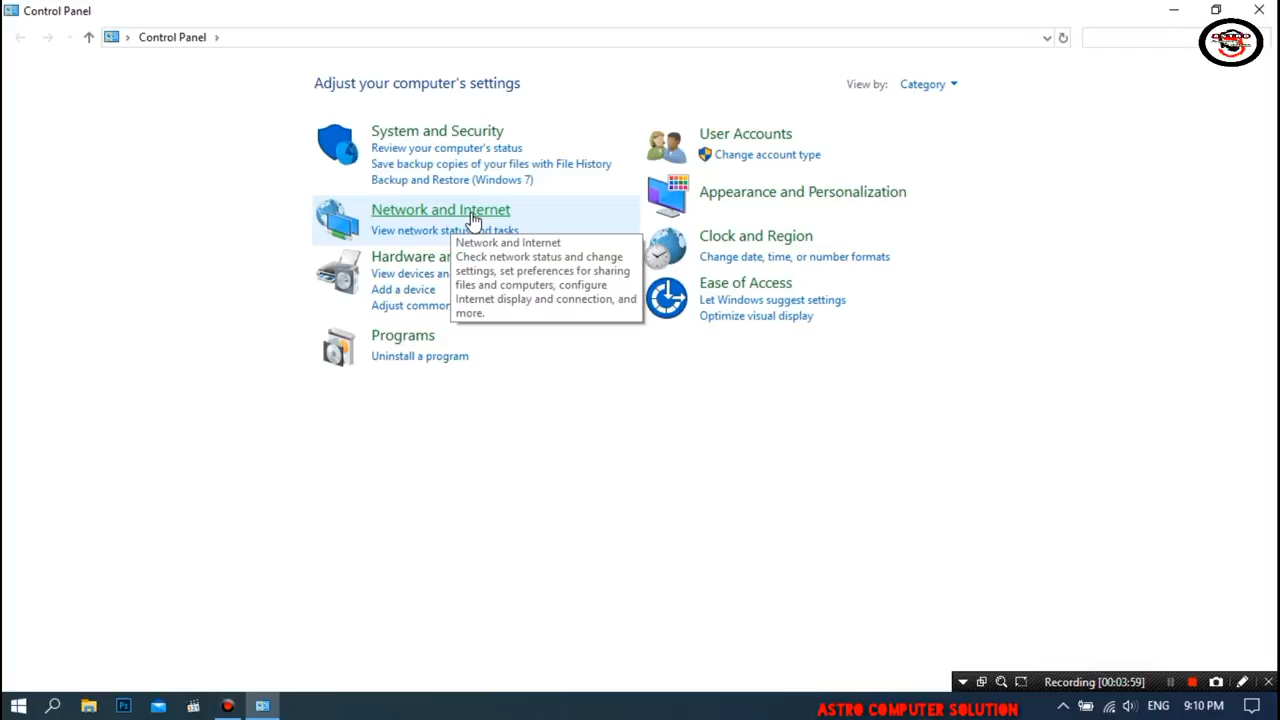 Control Panel
Control Panel
Adjust your computer's settings
View by: Category
System and Security
Review your computer's status
Save backup copies of your files with File History
Backup and Restore (Windows 7)
Network and Internet
View network status and tasks
Hardware an
View devices an
Add a device
Adjust common
Programs
Uninstall a program
Network and Internet
Check network status and change
settings, set preferences for sharing
files and computers, configure
Internet display and connection, and
more.
User Accounts
Change account type
Appearance and Personalization
Clock and Region
Change date, time, or number formats
Ease of Access
Let Windows suggest settings
Optimize visual display
Recording [00:03:59]
ENG
9:10 PM
ASTRO COMPUTER SOLUTION